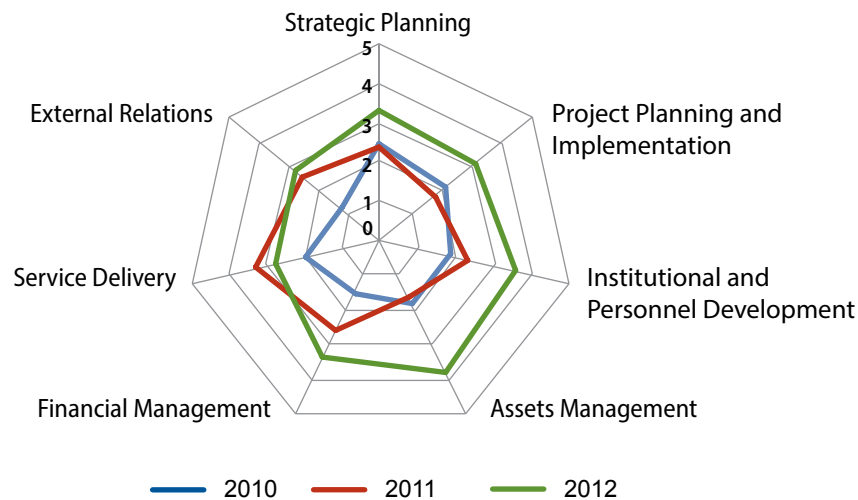 Strategic Planning
5
4
3
2
1
0
External Relations
Project Planning and
Implementation
Service Delivery
Institutional and
Personnel Development
Financial Management
Assets Management
2010
2011
2012